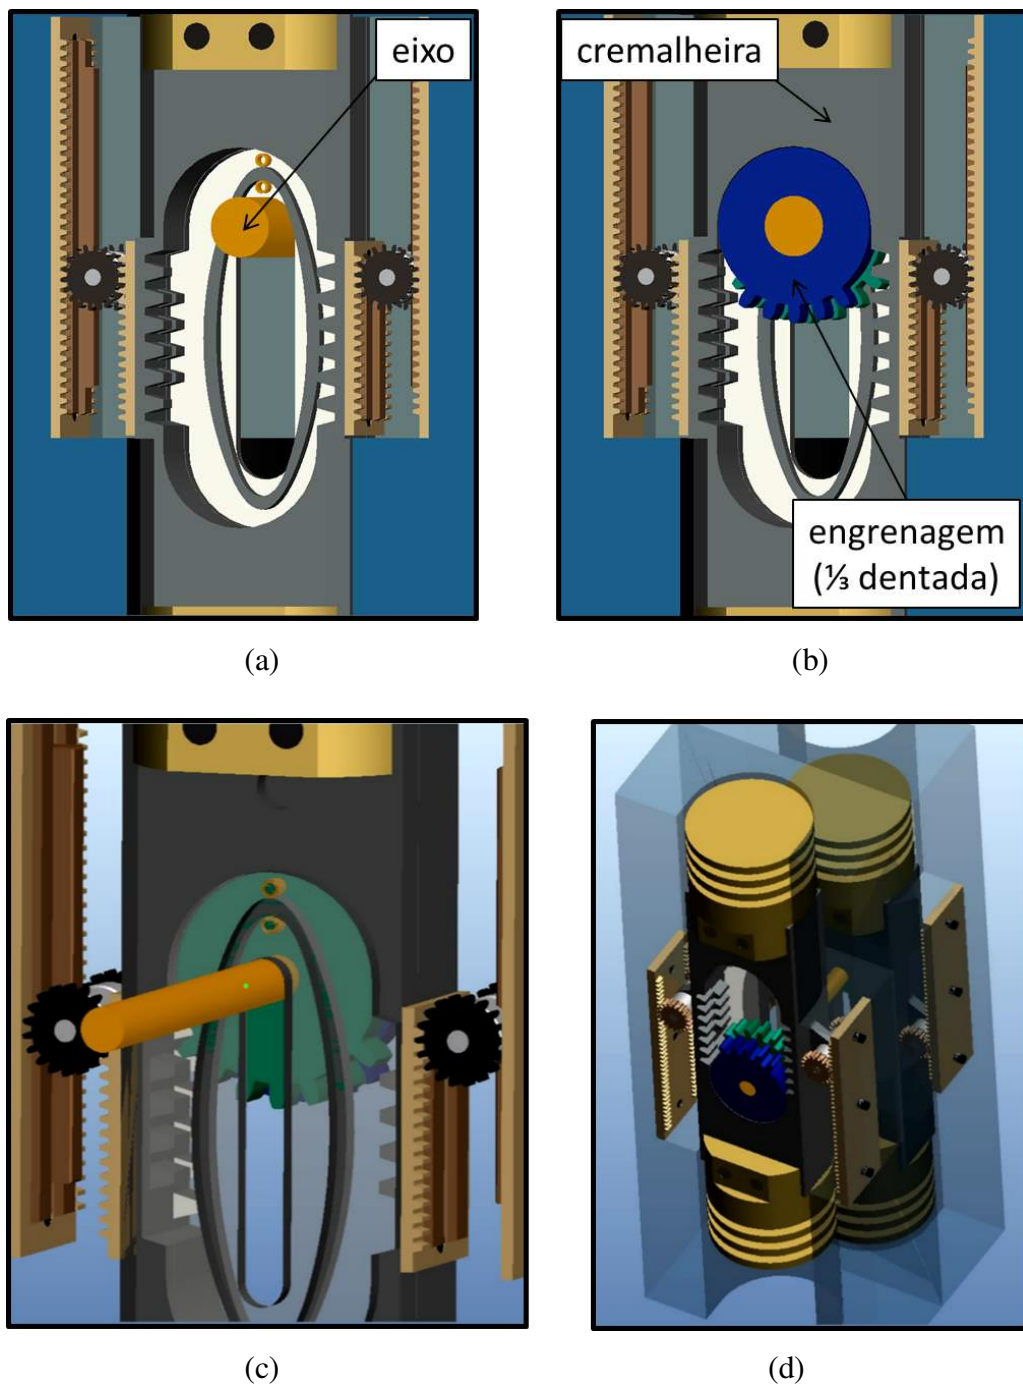 eixo
cremalheira
engrenagem
(⅓ dentada)
(a)
(b)
(c)
(d)